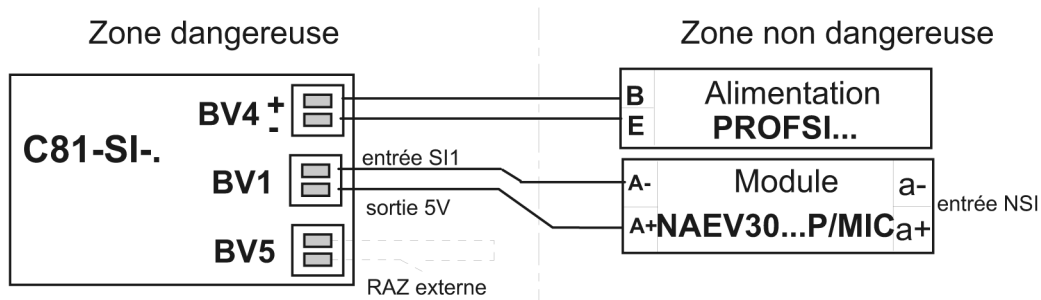 Zone dangereuse
Zone non dangereuse
C81-SI-.
BV4 + -
BV1
BV5
entrée SI1
sortie 5V
RAZ externe
B
E
Alimentation
PROFSI...
A-
Module
a-
A+
NAEV30...P/MIC
a+
entrée NSI